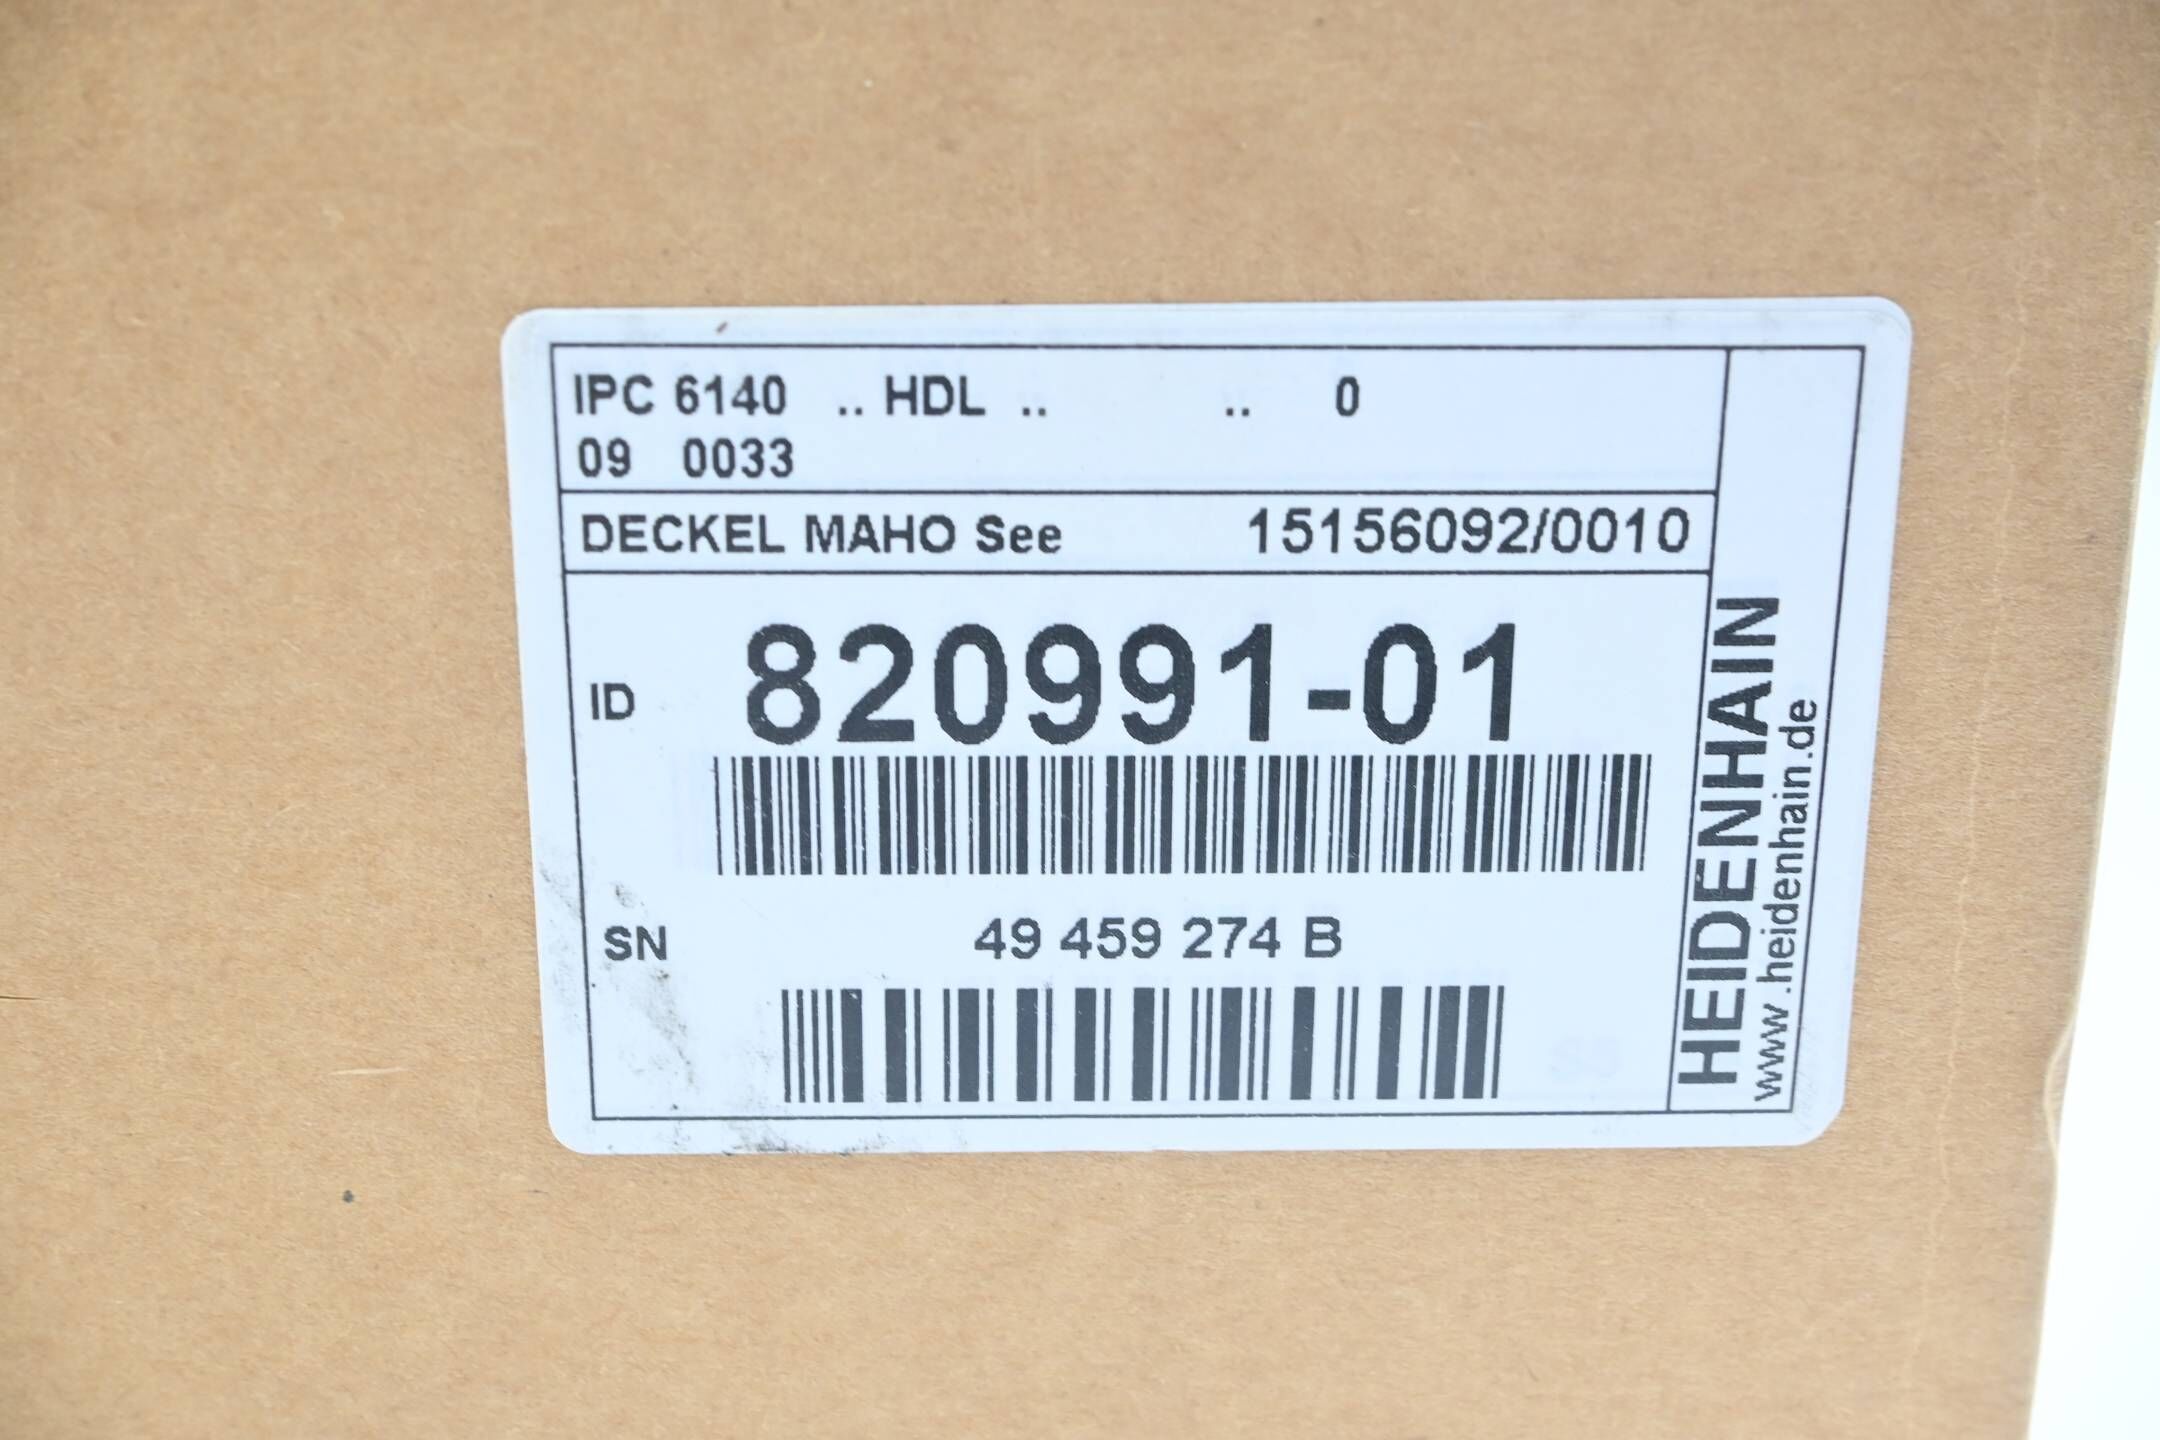 IPC 6140 .. HDL .. .. 0
09 0033
DECKEL MAHO See 15156092/0010
ID 820991-01
SN 49 459 274 B
HEIDENHAIN
www.heidenhain.de